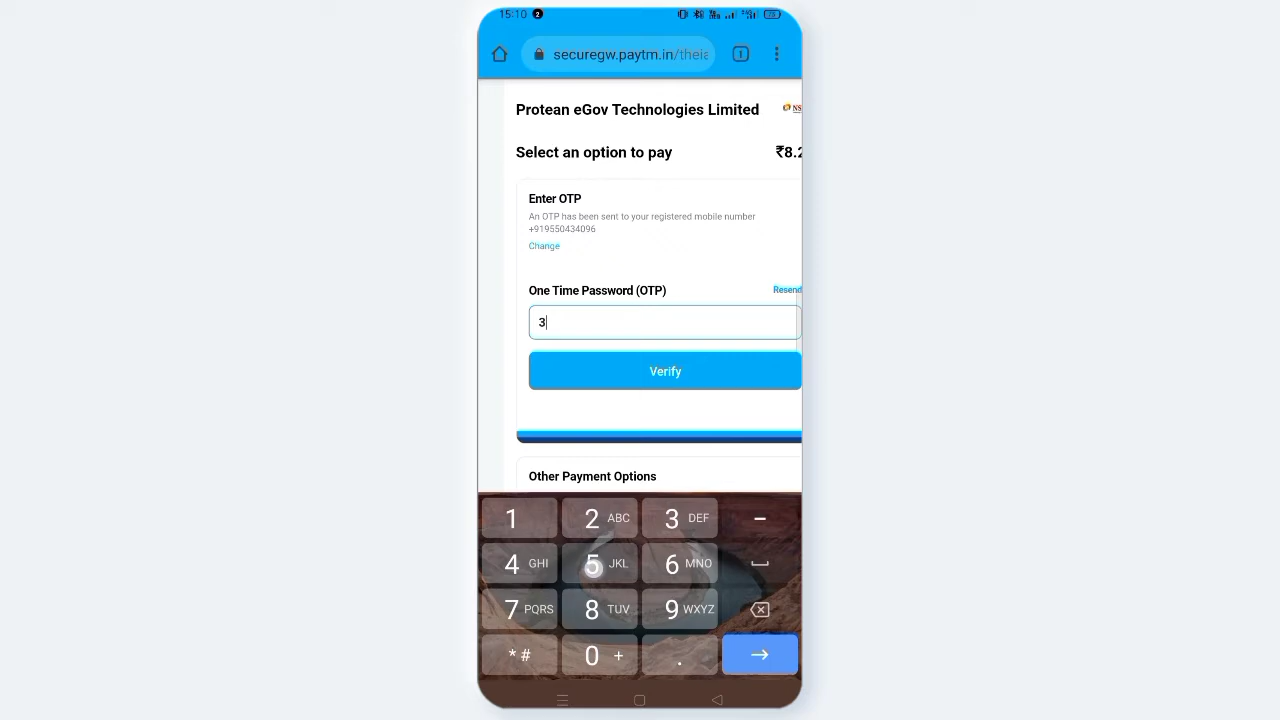 15:10 2
securegw.paytm.in/theia
1
Protean eGov Technologies Limited
NS
Select an option to pay ₹8.2
Enter OTP
An OTP has been sent to your registered mobile number
+919550434096
Change
One Time Password (OTP) Resend
3
Verify
Other Payment Options
1 2 ABC 3 DEF -
4 GHI 5 JKL 6 MNO
7 PQRS 8 TUV 9 WXYZ
* # 0 + .